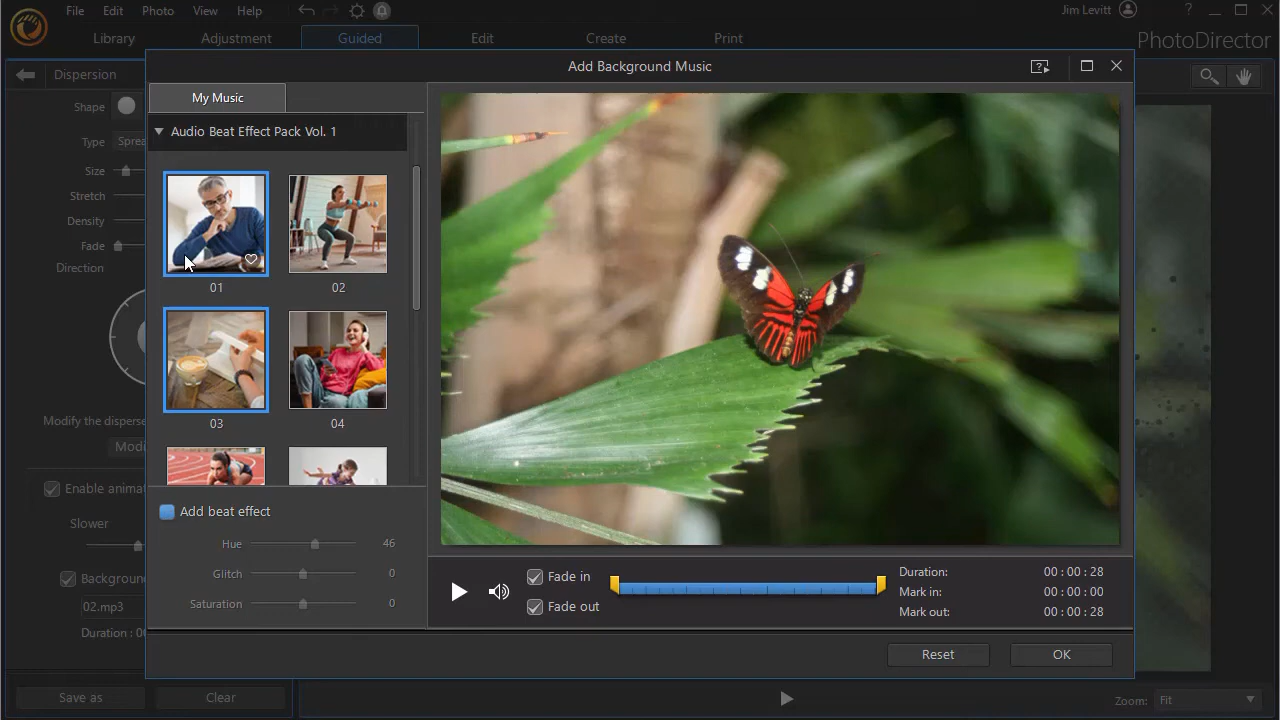 File Edit Photo View Help
Jim Levitt
Library Adjustment Guided Edit Create Print
PhotoDirector
Add Background Music
Dispersion
My Music
Audio Beat Effect Pack Vol. 1
Shape
Type Sprea
Size
Stretch
Density
Fade
Direction
01
02
03
04
Modify the disperse
Modi
Enable animat
Slower
Background
02.mp3
Duration : 00
Add beat effect
Hue 46
Glitch 0
Saturation 0
Fade in
Fade out
Duration: 00 : 00 : 28
Mark in: 00 : 00 : 00
Mark out: 00 : 00 : 28
Reset OK
Save as Clear
Zoom: Fit